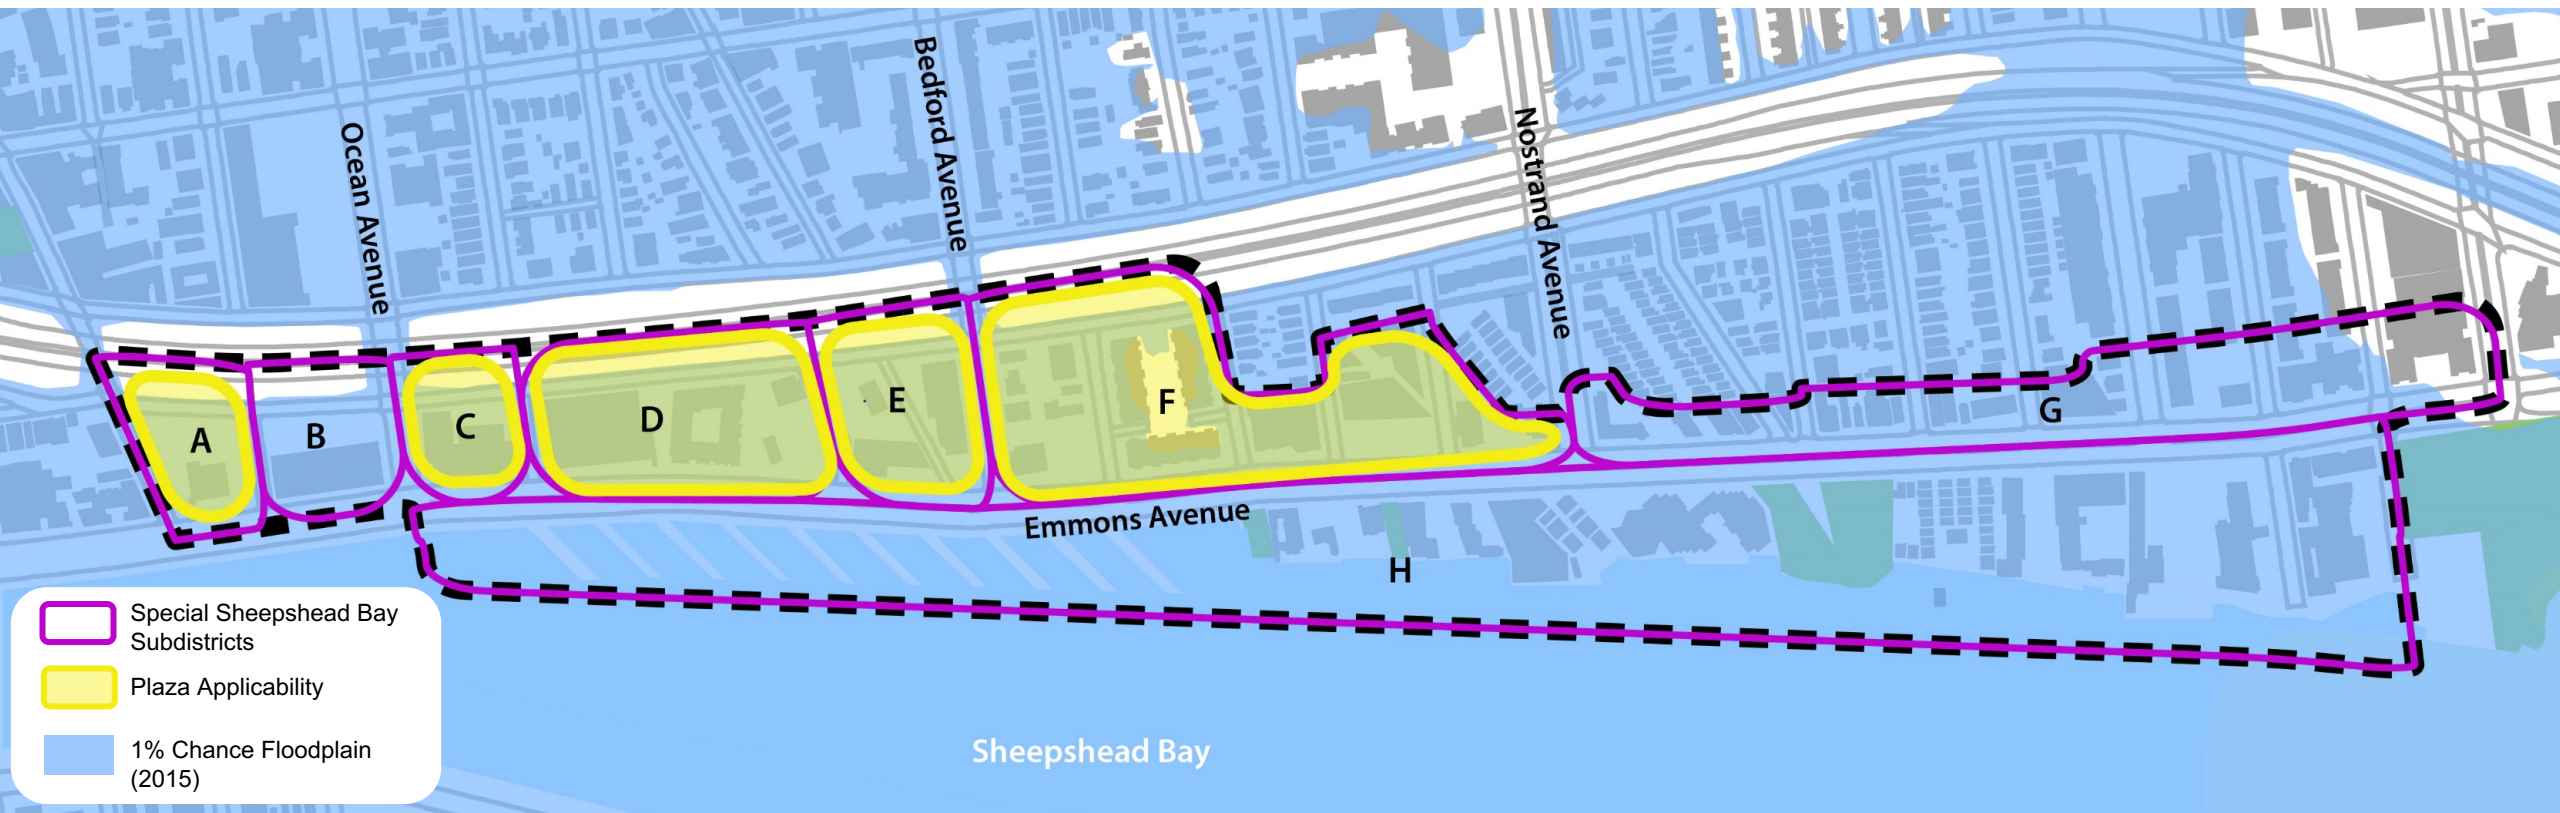 Bedford Avenue
Ocean Avenue
Nostrand Avenue
A
B
C
D
E
F
G
H
Emmons Avenue
Sheepshead Bay
Special Sheepshead Bay
Subdistricts
Plaza Applicability
1% Chance Floodplain
(2015)